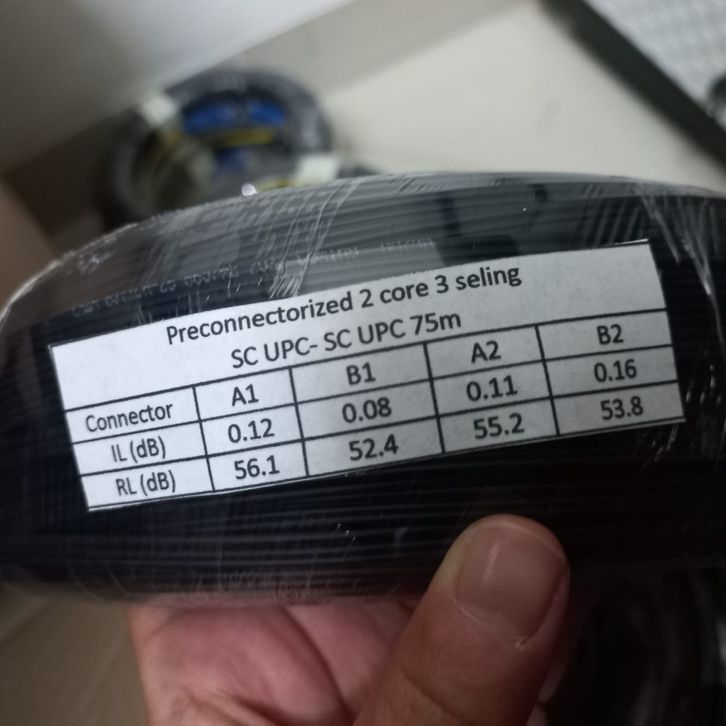 Preconnectorized 2 core 3 seling
SC UPC- SC UPC 75m
Connector A1 B1 A2 B2
IL (dB) 0.12 0.08 0.11 0.16
RL (dB) 56.1 52.4 55.2 53.8